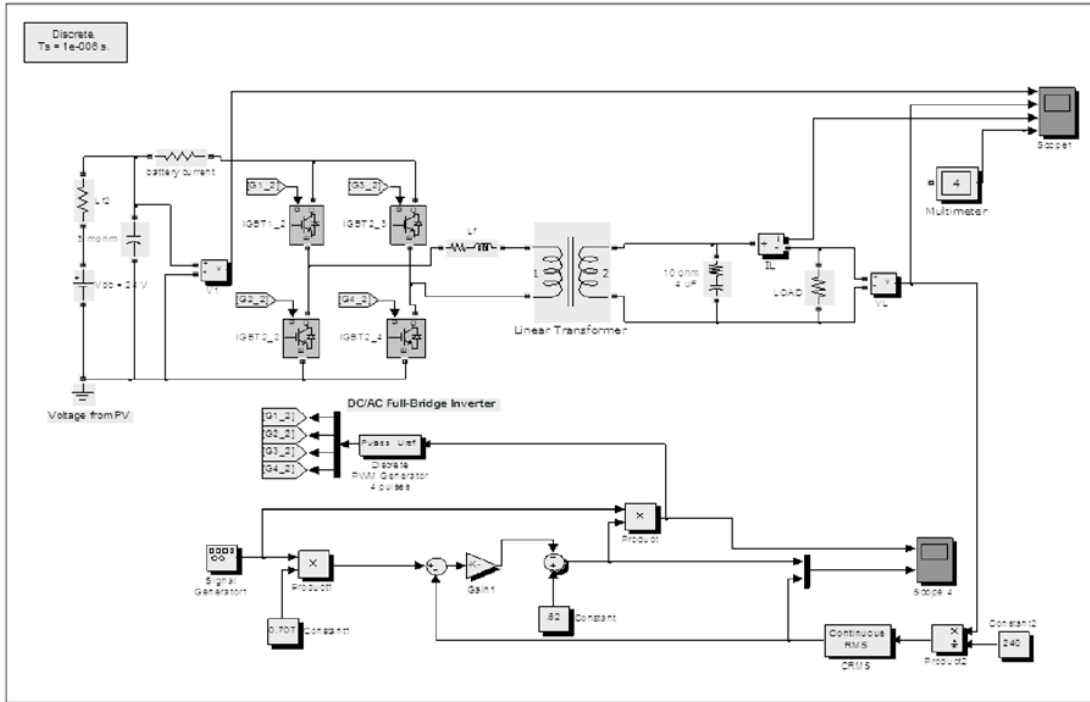 Discrete,
Ts = 1e-006 s.
Scope1
battery current
[G1_2]
[G3_2]
4
Multimeter
IGBT1_2
IGBT2_3
Lf
1
2
10 ohm
4 uF
+
i
-
IL
LOAD
+
-
v
VL
+
-
v
V1
Vdc = 24 V
[G2_2]
[G4_2]
IGBT2_2
IGBT2_4
Linear Transformer
Voltage from PV
DC/AC Full-Bridge Inverter
[G1_2]
[G2_2]
[G3_2]
[G4_2]
Pulses Uref
Discrete
PWM Generator
4 pulses
×
Product
Signal
Generator1
×
Product1
-K-
Gain1
Scope 4
0.707
Constant1
.62
Constant
Continuous
RMS
CRMS
×
÷
Product2
Constant2
240